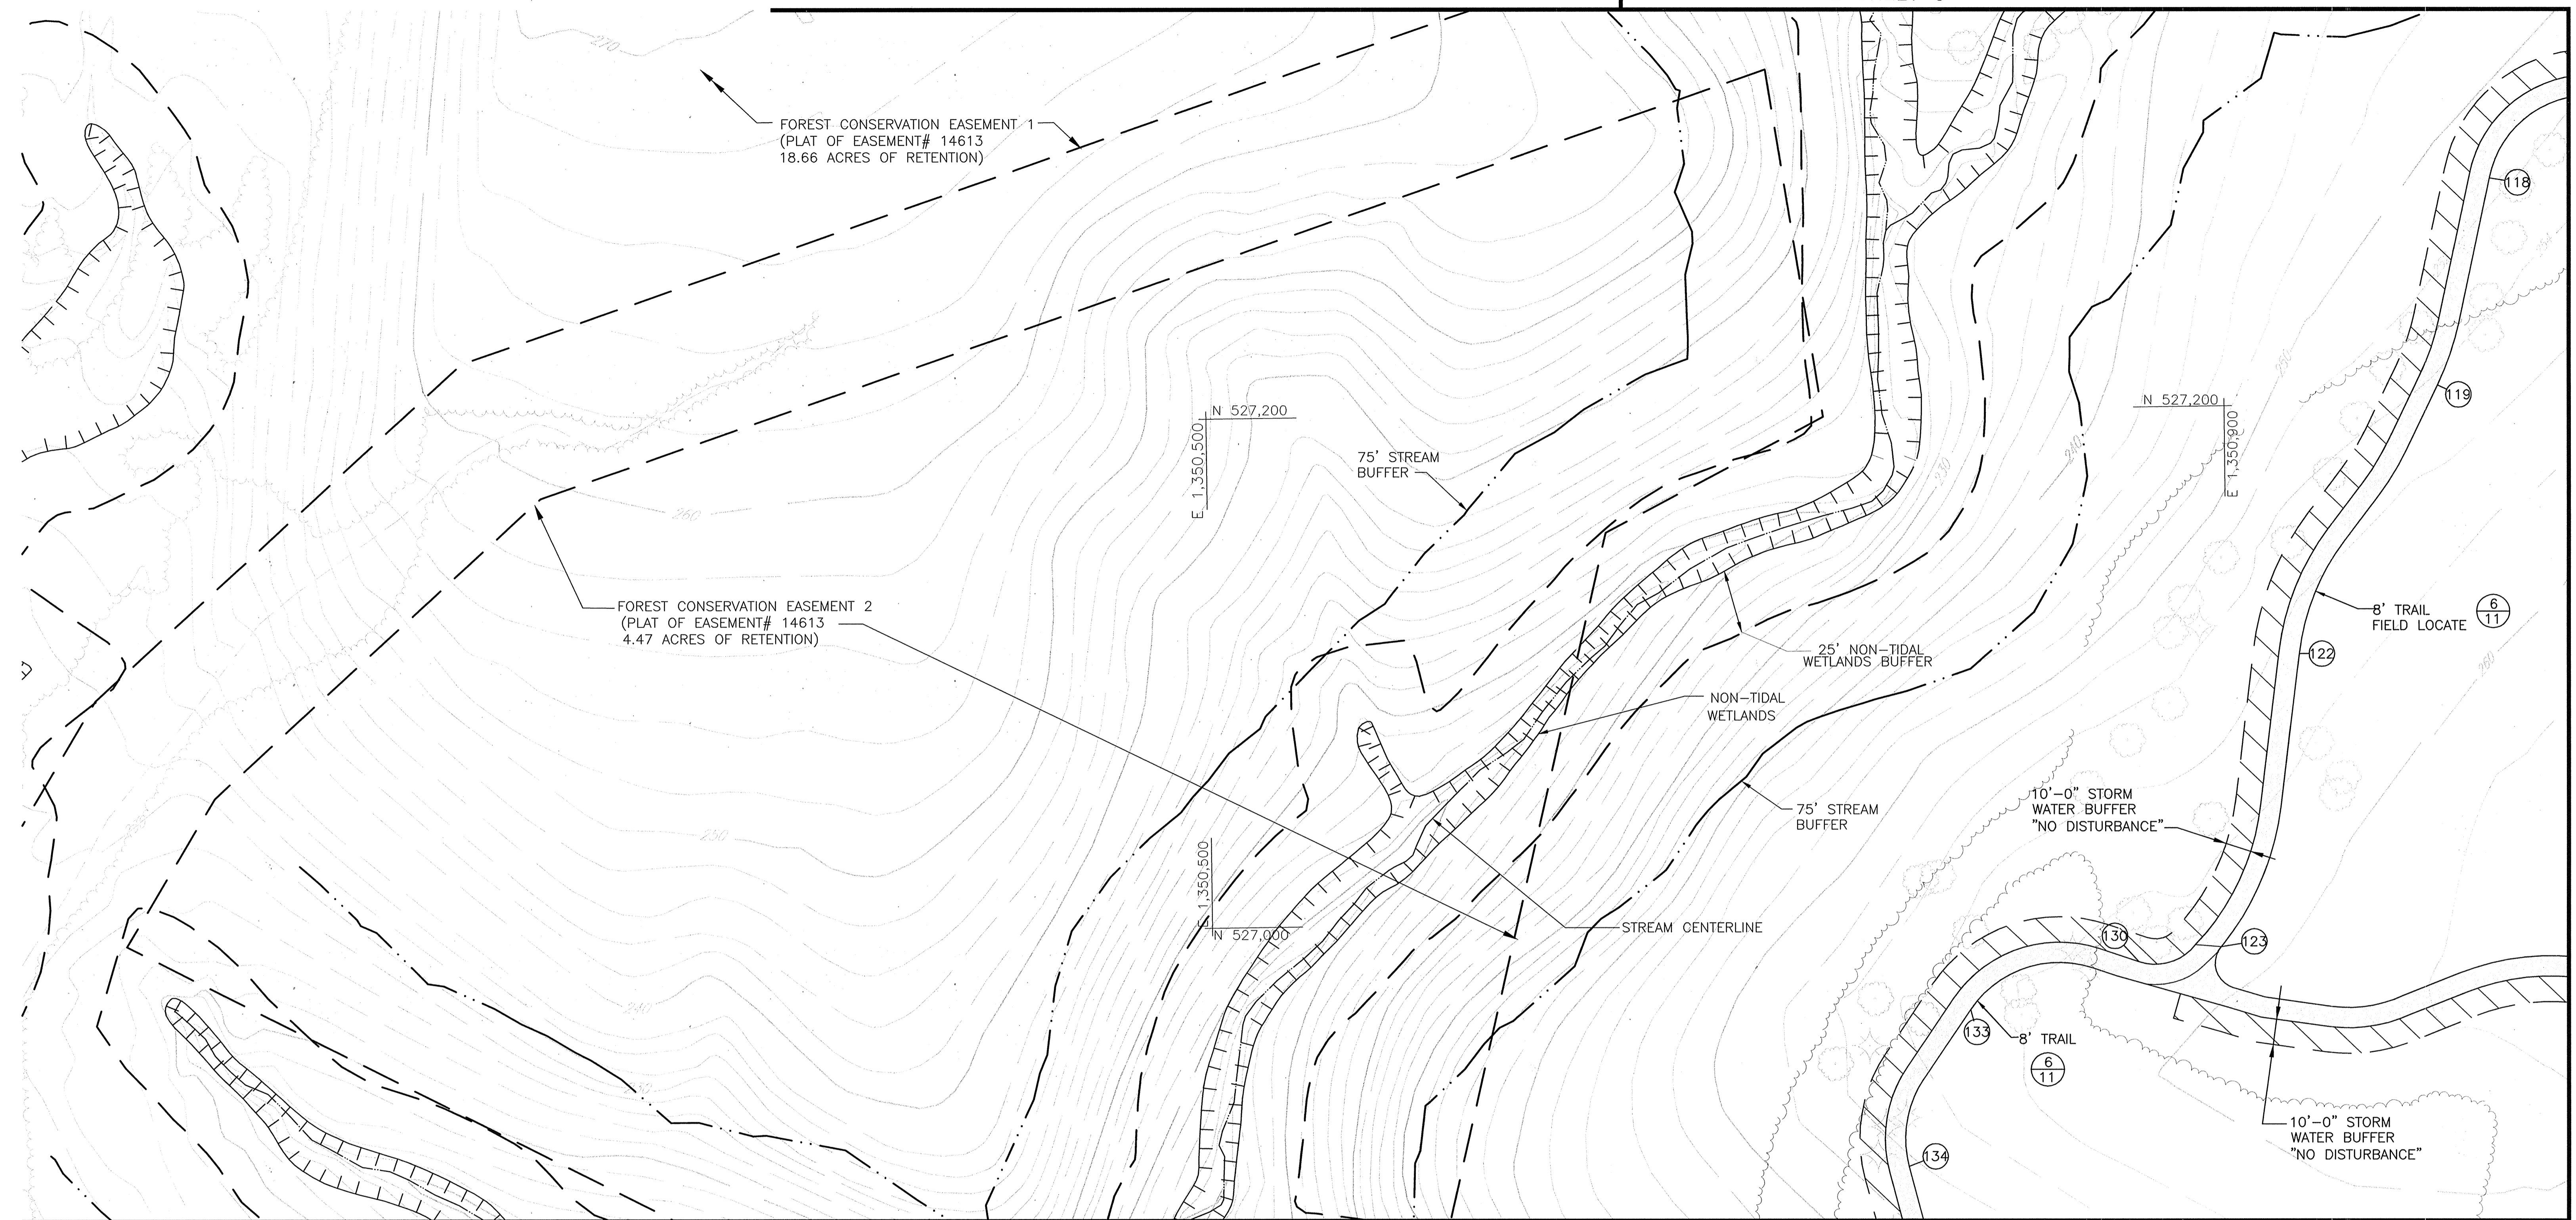 270
FOREST CONSERVATION EASEMENT 1
(PLAT OF EASEMENT# 14613
18.66 ACRES OF RETENTION)
118
119
N 527,200
E 1,350,500
N 527,200
E 1,350,900
250
240
230
75' STREAM
BUFFER
260
FOREST CONSERVATION EASEMENT 2
(PLAT OF EASEMENT# 14613
4.47 ACRES OF RETENTION)
8' TRAIL
FIELD LOCATE
6
11
122
25' NON-TIDAL
WETLANDS BUFFER
260
NON-TIDAL
WETLANDS
75' STREAM
BUFFER
10'-0" STORM
WATER BUFFER
"NO DISTURBANCE"
250
E 1,350,500
N 527,000
STREAM CENTERLINE
130
123
240
133
8' TRAIL
6
11
10'-0" STORM
WATER BUFFER
"NO DISTURBANCE"
134